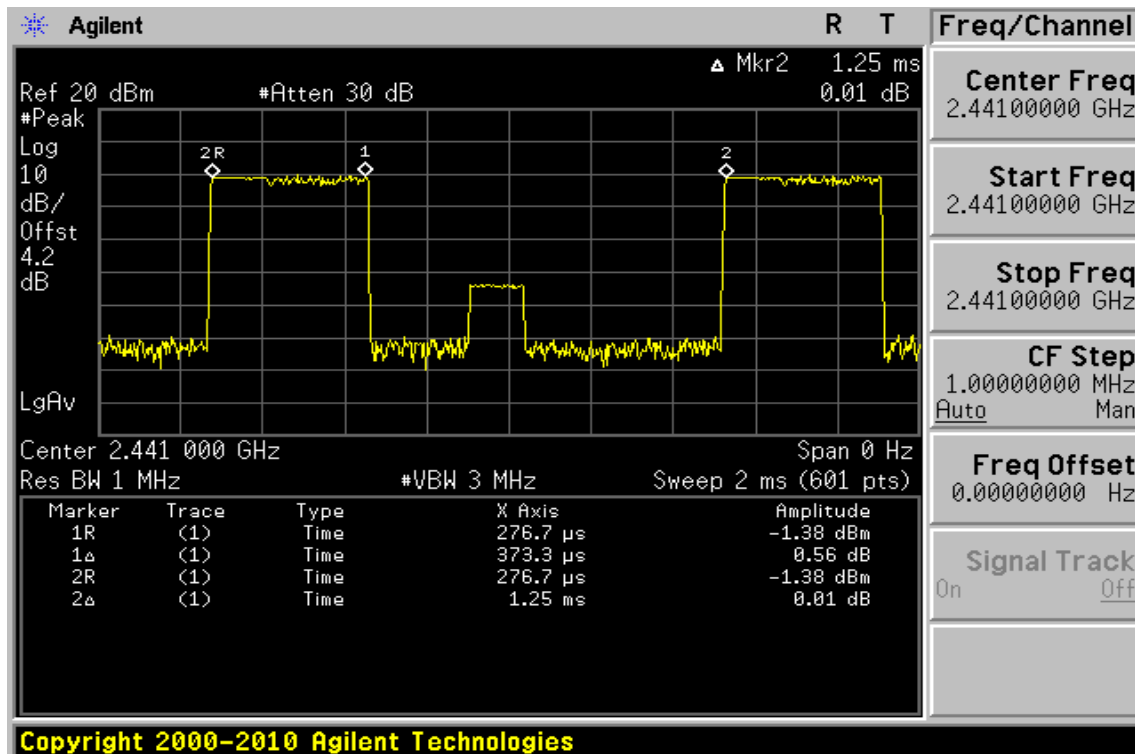 Agilent R T Freq/Channel
△ Mkr2 1.25 ms
Ref 20 dBm #Atten 30 dB 0.01 dB
#Peak
Log
10
dB/
Offst
4.2
dB
LgAv
2R 1 2
Center 2.441 000 GHz Span 0 Hz
Res BW 1 MHz #VBW 3 MHz Sweep 2 ms (601 pts)
Marker Trace Type X Axis Amplitude
1R (1) Time 276.7 µs -1.38 dBm
1△ (1) Time 373.3 µs 0.56 dB
2R (1) Time 276.7 µs -1.38 dBm
2△ (1) Time 1.25 ms 0.01 dB
Center Freq
2.44100000 GHz
Start Freq
2.44100000 GHz
Stop Freq
2.44100000 GHz
CF Step
1.00000000 MHz
Auto Man
Freq Offset
0.00000000 Hz
Signal Track
On Off
Copyright 2000-2010 Agilent Technologies